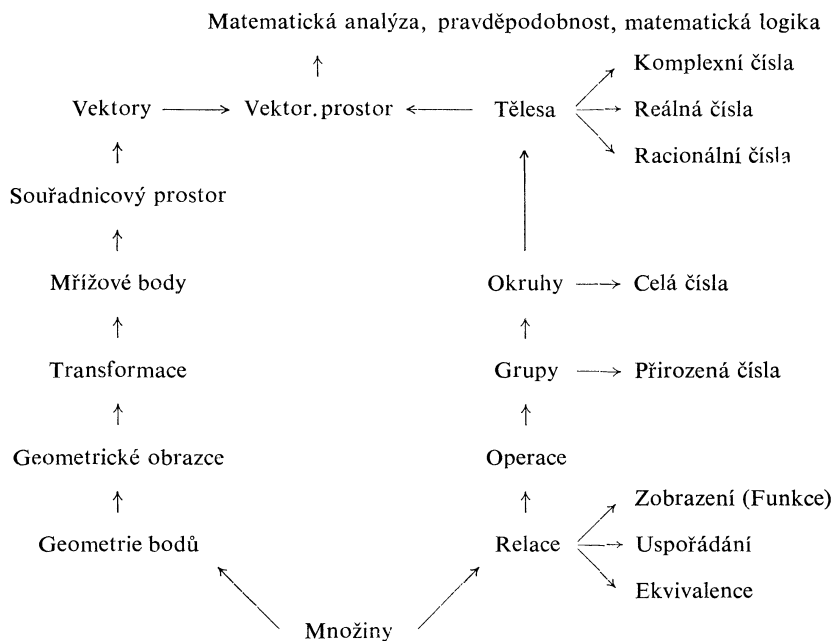 Matematická analýza, pravděpodobnost, matematická logika
Komplexní čísla
Vektory Vektor. prostor Tělesa Reálná čísla
Racionální čísla
Souřadnicový prostor
Mřížové body Okruhy Celá čísla
Transformace Grupy Přirozená čísla
Geometrické obrazce Operace
Zobrazení (Funkce)
Geometrie bodů Relace Uspořádání
Ekvivalence
Množiny